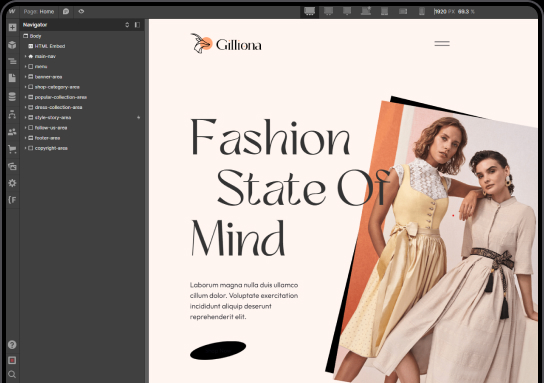 Page: Home
1920 PX 69.3 %
Navigator
Body
HTML Embed
main-nav
menu
banner-area
shop-category-area
popular-collection-area
dress-collection-area
style-story-area
follow-us-area
footer-area
copyright-area
Gilliona
Fashion
State Of
Mind
Laborum magna nulla duis ullamco
cillum dolor. Voluptate exercitation
incididunt aliquip deserunt
reprehenderit elit.